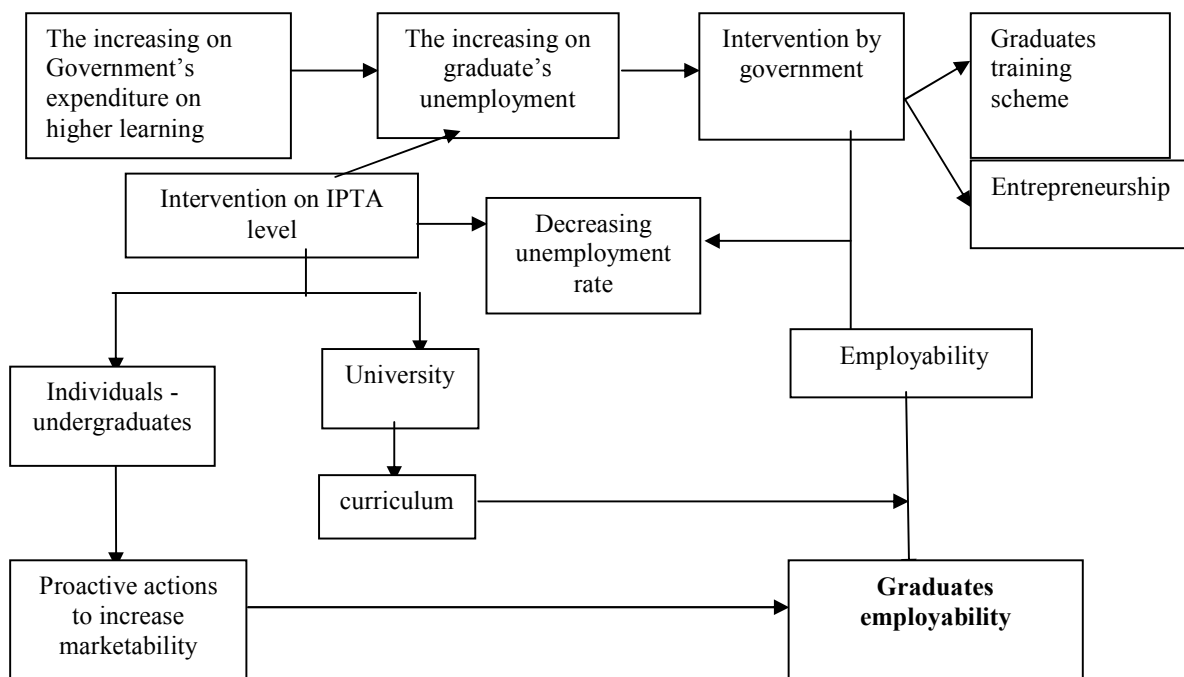 The increasing on
Government’s
expenditure on
higher learning
The increasing on
graduate’s
unemployment
Intervention by
government
Graduates
training
scheme
Entrepreneurship
Intervention on IPTA
level
Decreasing
unemployment
rate
Employability
University
Individuals -
undergraduates
curriculum
Proactive actions
to increase
marketability
Graduates
employability